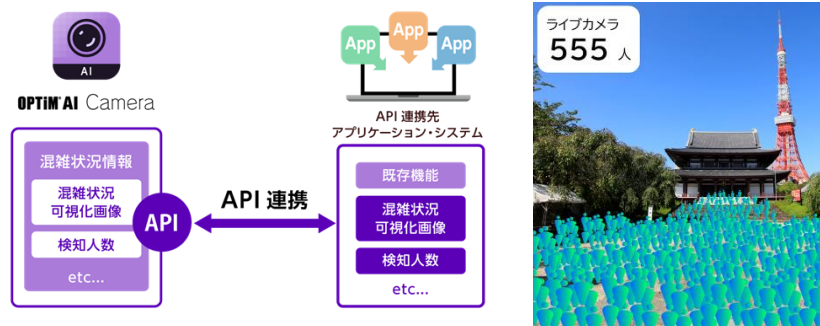 AI
OPTiM AI Camera
混雑状況情報
混雑状況
可視化画像
検知人数
etc...
API
API 連携
App
App
App
API 連携先
アプリケーション・システム
既存機能
混雑状況
可視化画像
検知人数
etc...
ライブカメラ
555 人